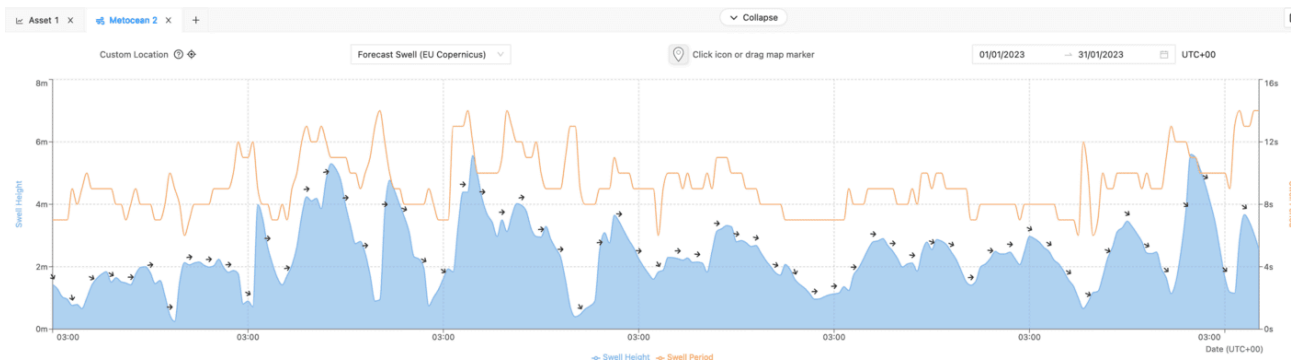 Asset 1 X Metocean 2 X +
Collapse
Custom Location ? Forecast Swell (EU Copernicus) Click icon or drag map marker 01/01/2023 → 31/01/2023 UTC+00
8m 16s
6m 12s
4m 8s
2m 4s
0m 0s
Swell Height
03:00 03:00 03:00 03:00 03:00 03:00 03:00
Date (UTC+00)
Swell Height Swell Period